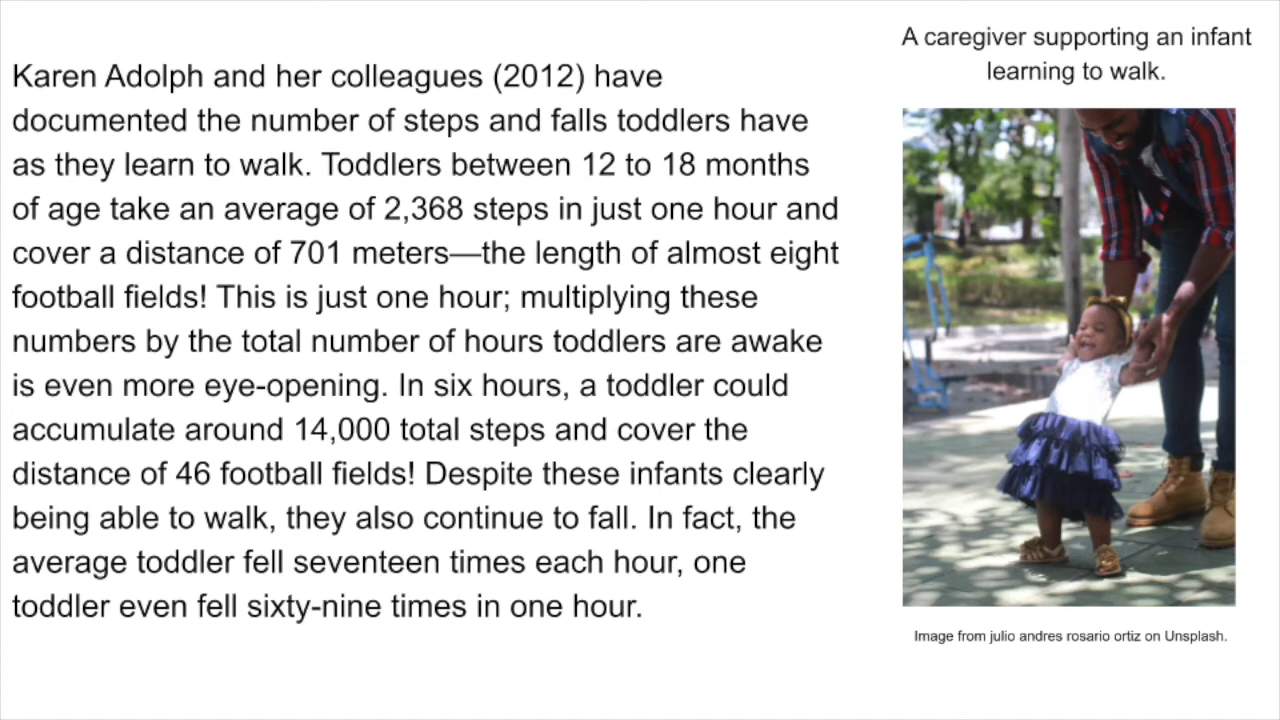 Karen Adolph and her colleagues (2012) have
documented the number of steps and falls toddlers have
as they learn to walk. Toddlers between 12 to 18 months
of age take an average of 2,368 steps in just one hour and
cover a distance of 701 meters—the length of almost eight
football fields! This is just one hour; multiplying these
numbers by the total number of hours toddlers are awake
is even more eye-opening. In six hours, a toddler could
accumulate around 14,000 total steps and cover the
distance of 46 football fields! Despite these infants clearly
being able to walk, they also continue to fall. In fact, the
average toddler fell seventeen times each hour, one
toddler even fell sixty-nine times in one hour.
A caregiver supporting an infant
learning to walk.
Image from julio andres rosario ortiz on Unsplash.